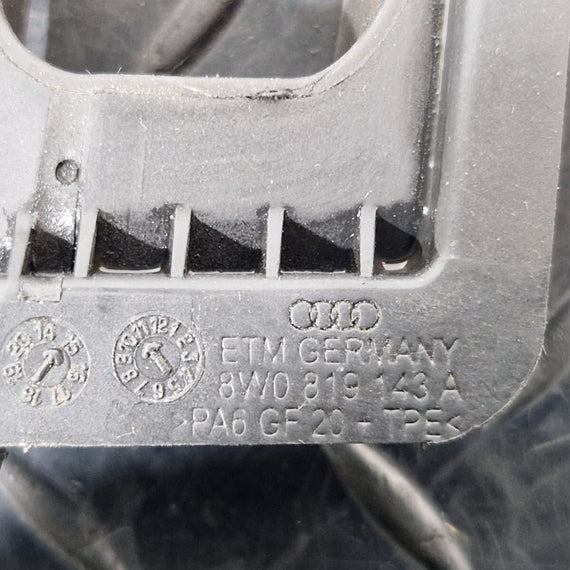 ETM GERMANY
8W0 819 143 A
>PA6 GF 20 - TPE<